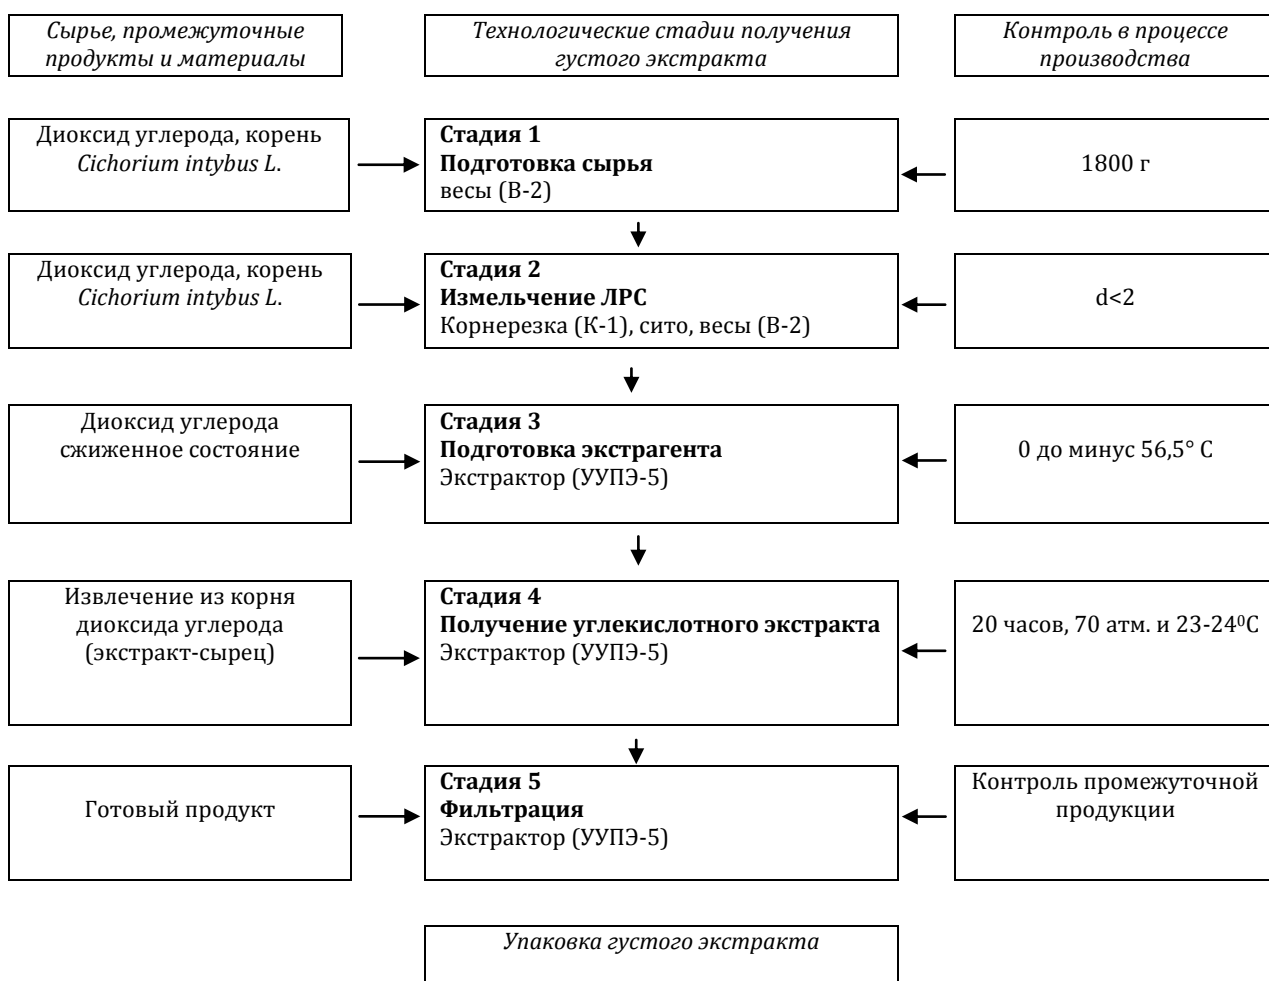 Сырье, промежуточные
продукты и материалы
Технологические стадии получения
густого экстракта
Контроль в процессе
производства
Диоксид углерода, корень
Cichorium intybus L.
Стадия 1
Подготовка сырья
весы (В-2)
1800 г
Диоксид углерода, корень
Cichorium intybus L.
Стадия 2
Измельчение ЛРС
Корнерезка (К-1), сито, весы (В-2)
d<2
Диоксид углерода
сжиженное состояние
Стадия 3
Подготовка экстрагента
Экстрактор (УУПЭ-5)
0 до минус 56,5° С
Извлечение из корня
диоксида углерода
(экстракт-сырец)
Стадия 4
Получение углекислотного экстракта
Экстрактор (УУПЭ-5)
20 часов, 70 атм. и 23-24⁰С
Готовый продукт
Стадия 5
Фильтрация
Экстрактор (УУПЭ-5)
Контроль промежуточной
продукции
Упаковка густого экстракта